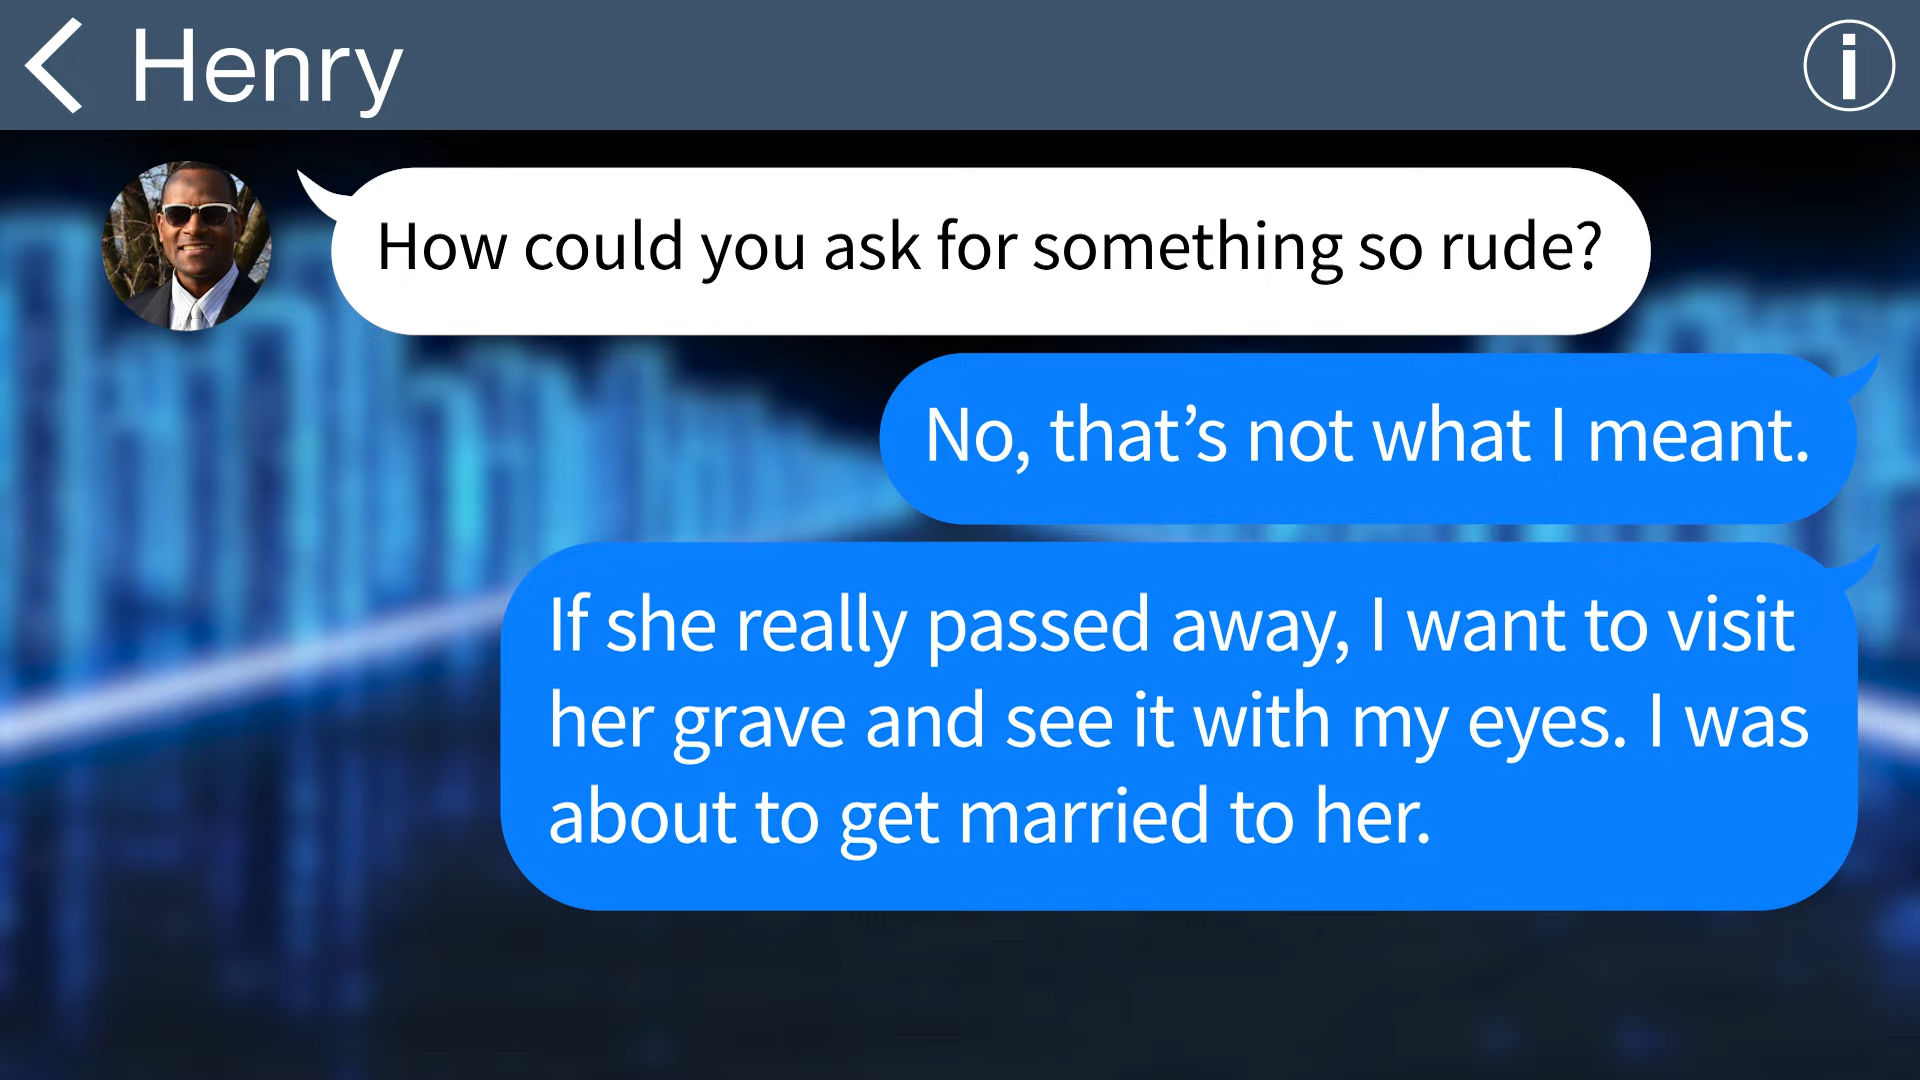 Henry
How could you ask for something so rude?
No, that’s not what I meant.
If she really passed away, I want to visit
her grave and see it with my eyes. I was
about to get married to her.